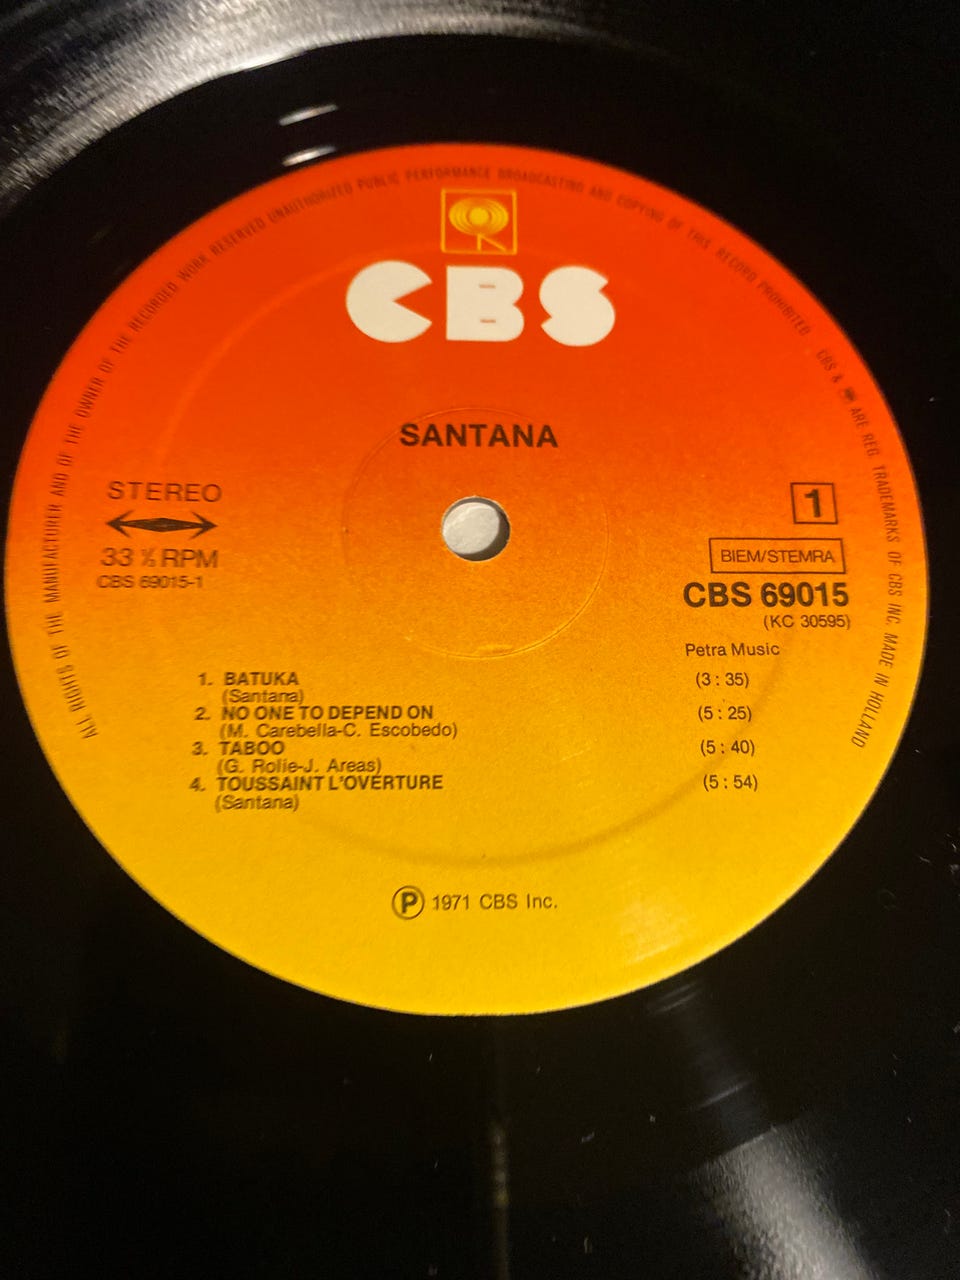 ALL RIGHTS OF THE MANUFACTURER AND OF THE OWNER OF THE RECORDED WORK RESERVED UNAUTHORIZED PUBLIC PERFORMANCE BROADCASTING AND COPYING OF THIS RECORD PROHIBITED
CBS & ARE REG. TRADEMARKS OF CBS INC. MADE IN HOLLAND
CBS
SANTANA
STEREO
33 ⅓ RPM
CBS 69015-1
1
BIEM/STEMRA
CBS 69015
(KC 30595)
Petra Music
1. BATUKA (3 : 35)
(Santana)
2. NO ONE TO DEPEND ON (5 : 25)
(M. Carebella-C. Escobedo)
3. TABOO (5 : 40)
(G. Rolie-J. Areas)
4. TOUSSAINT L'OVERTURE (5 : 54)
(Santana)
Ⓟ 1971 CBS Inc.